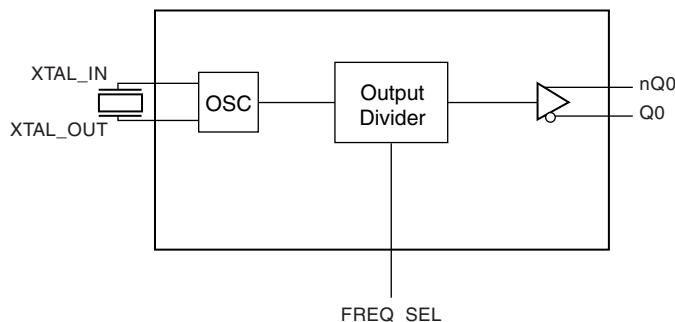 XTAL_IN
XTAL_OUT
OSC
Output
Divider
nQ0
Q0
FREQ_SEL